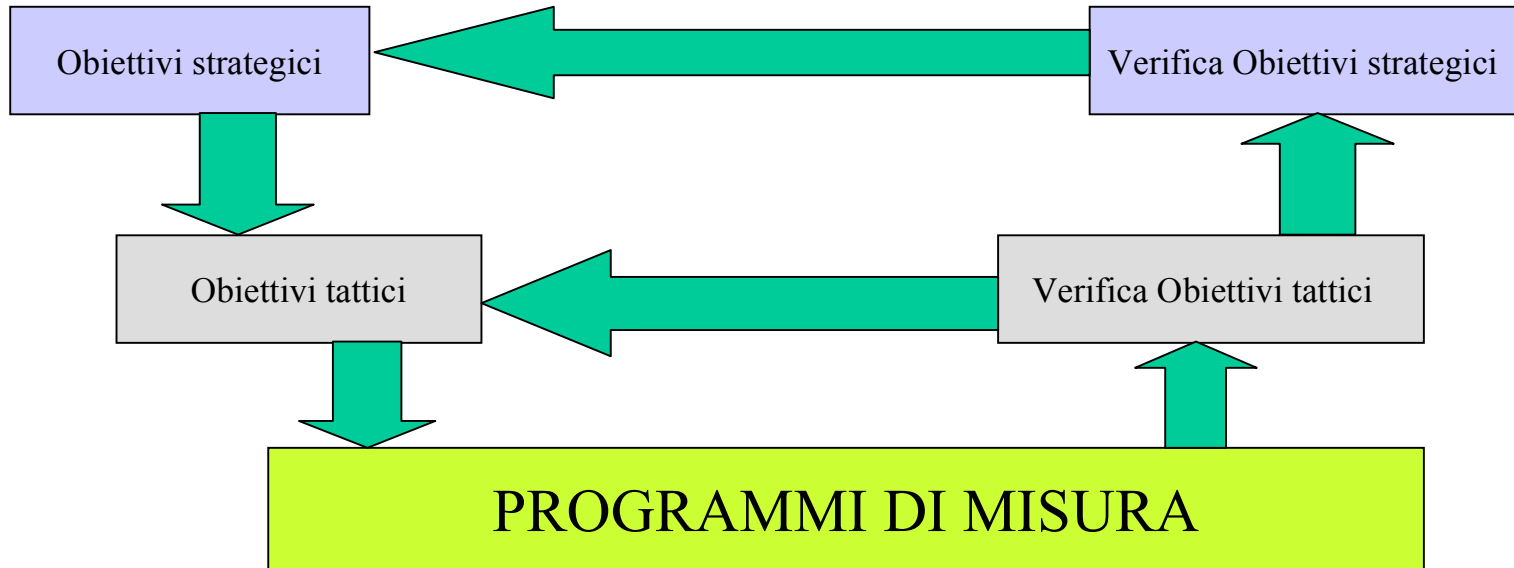 Obiettivi strategici
Verifica Obiettivi strategici
Obiettivi tattici
Verifica Obiettivi tattici
PROGRAMMI DI MISURA